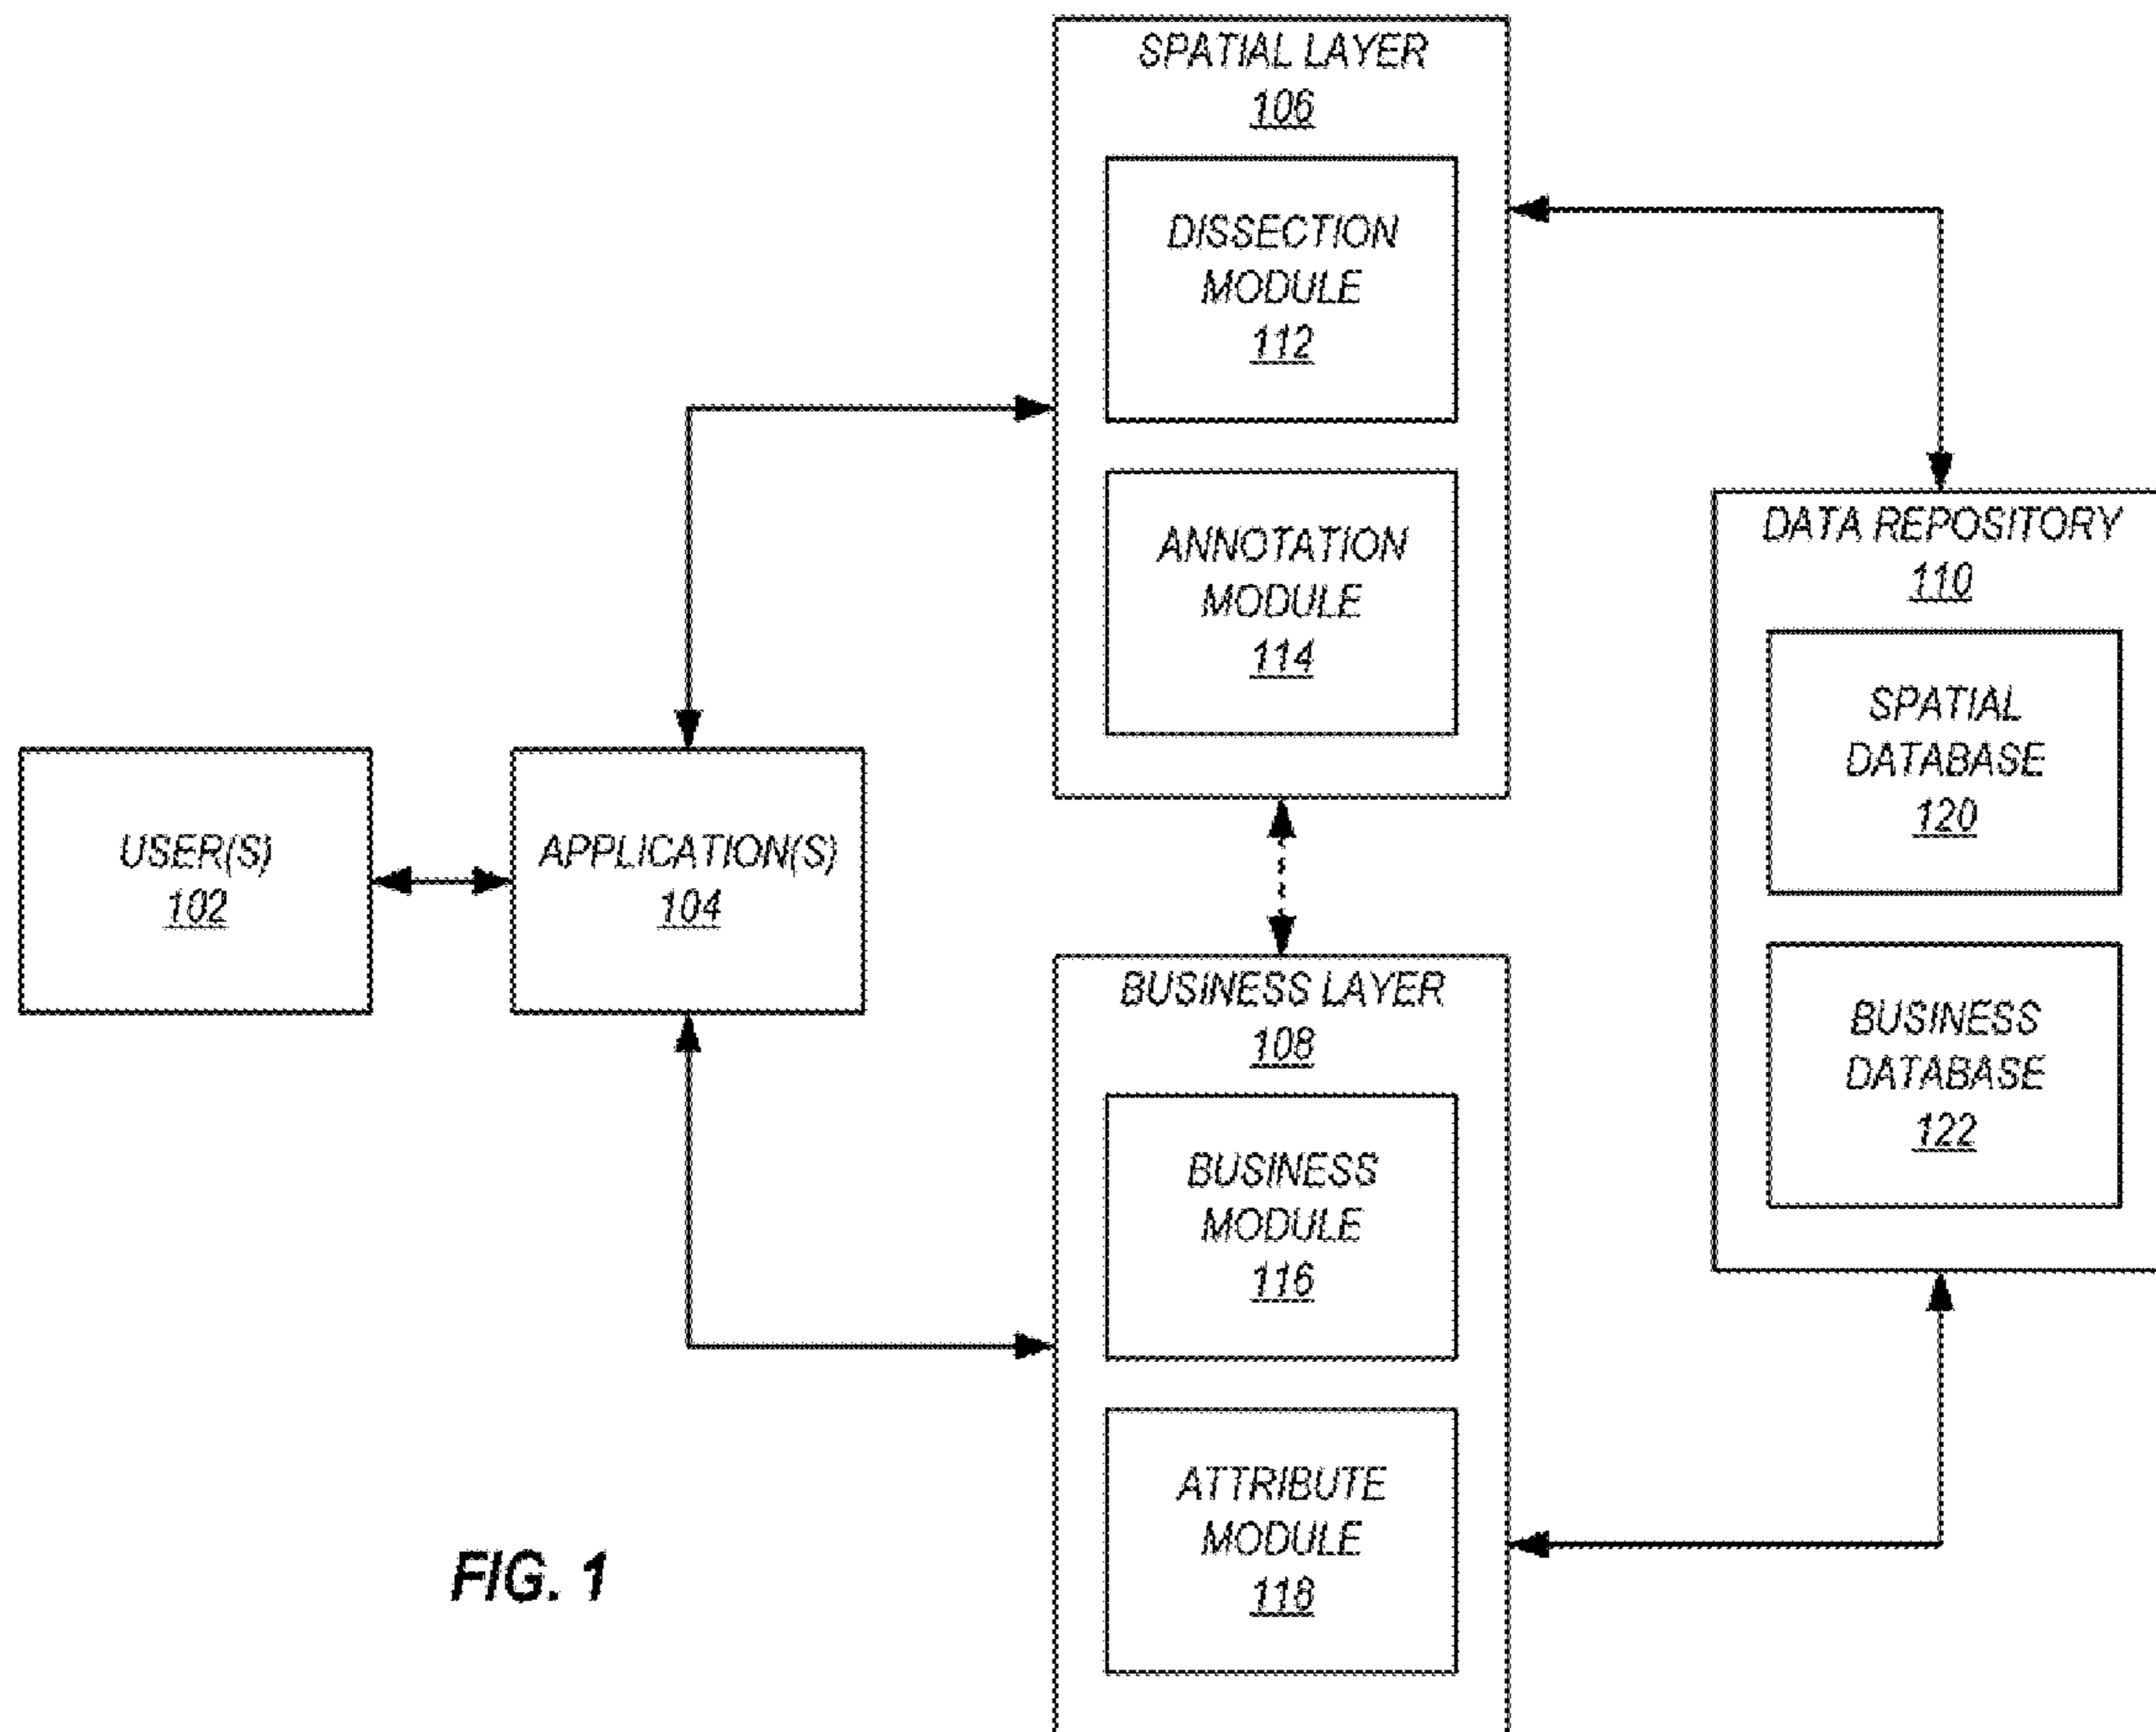 SPATIAL LAYER
106
DISSECTION
MODULE
112
ANNOTATION
MODULE
114
DATA REPOSITORY
110
SPATIAL
DATABASE
120
BUSINESS
DATABASE
122
USER(S)
102
APPLICATION(S)
104
BUSINESS LAYER
108
BUSINESS
MODULE
116
ATTRIBUTE
MODULE
118
FIG. 1